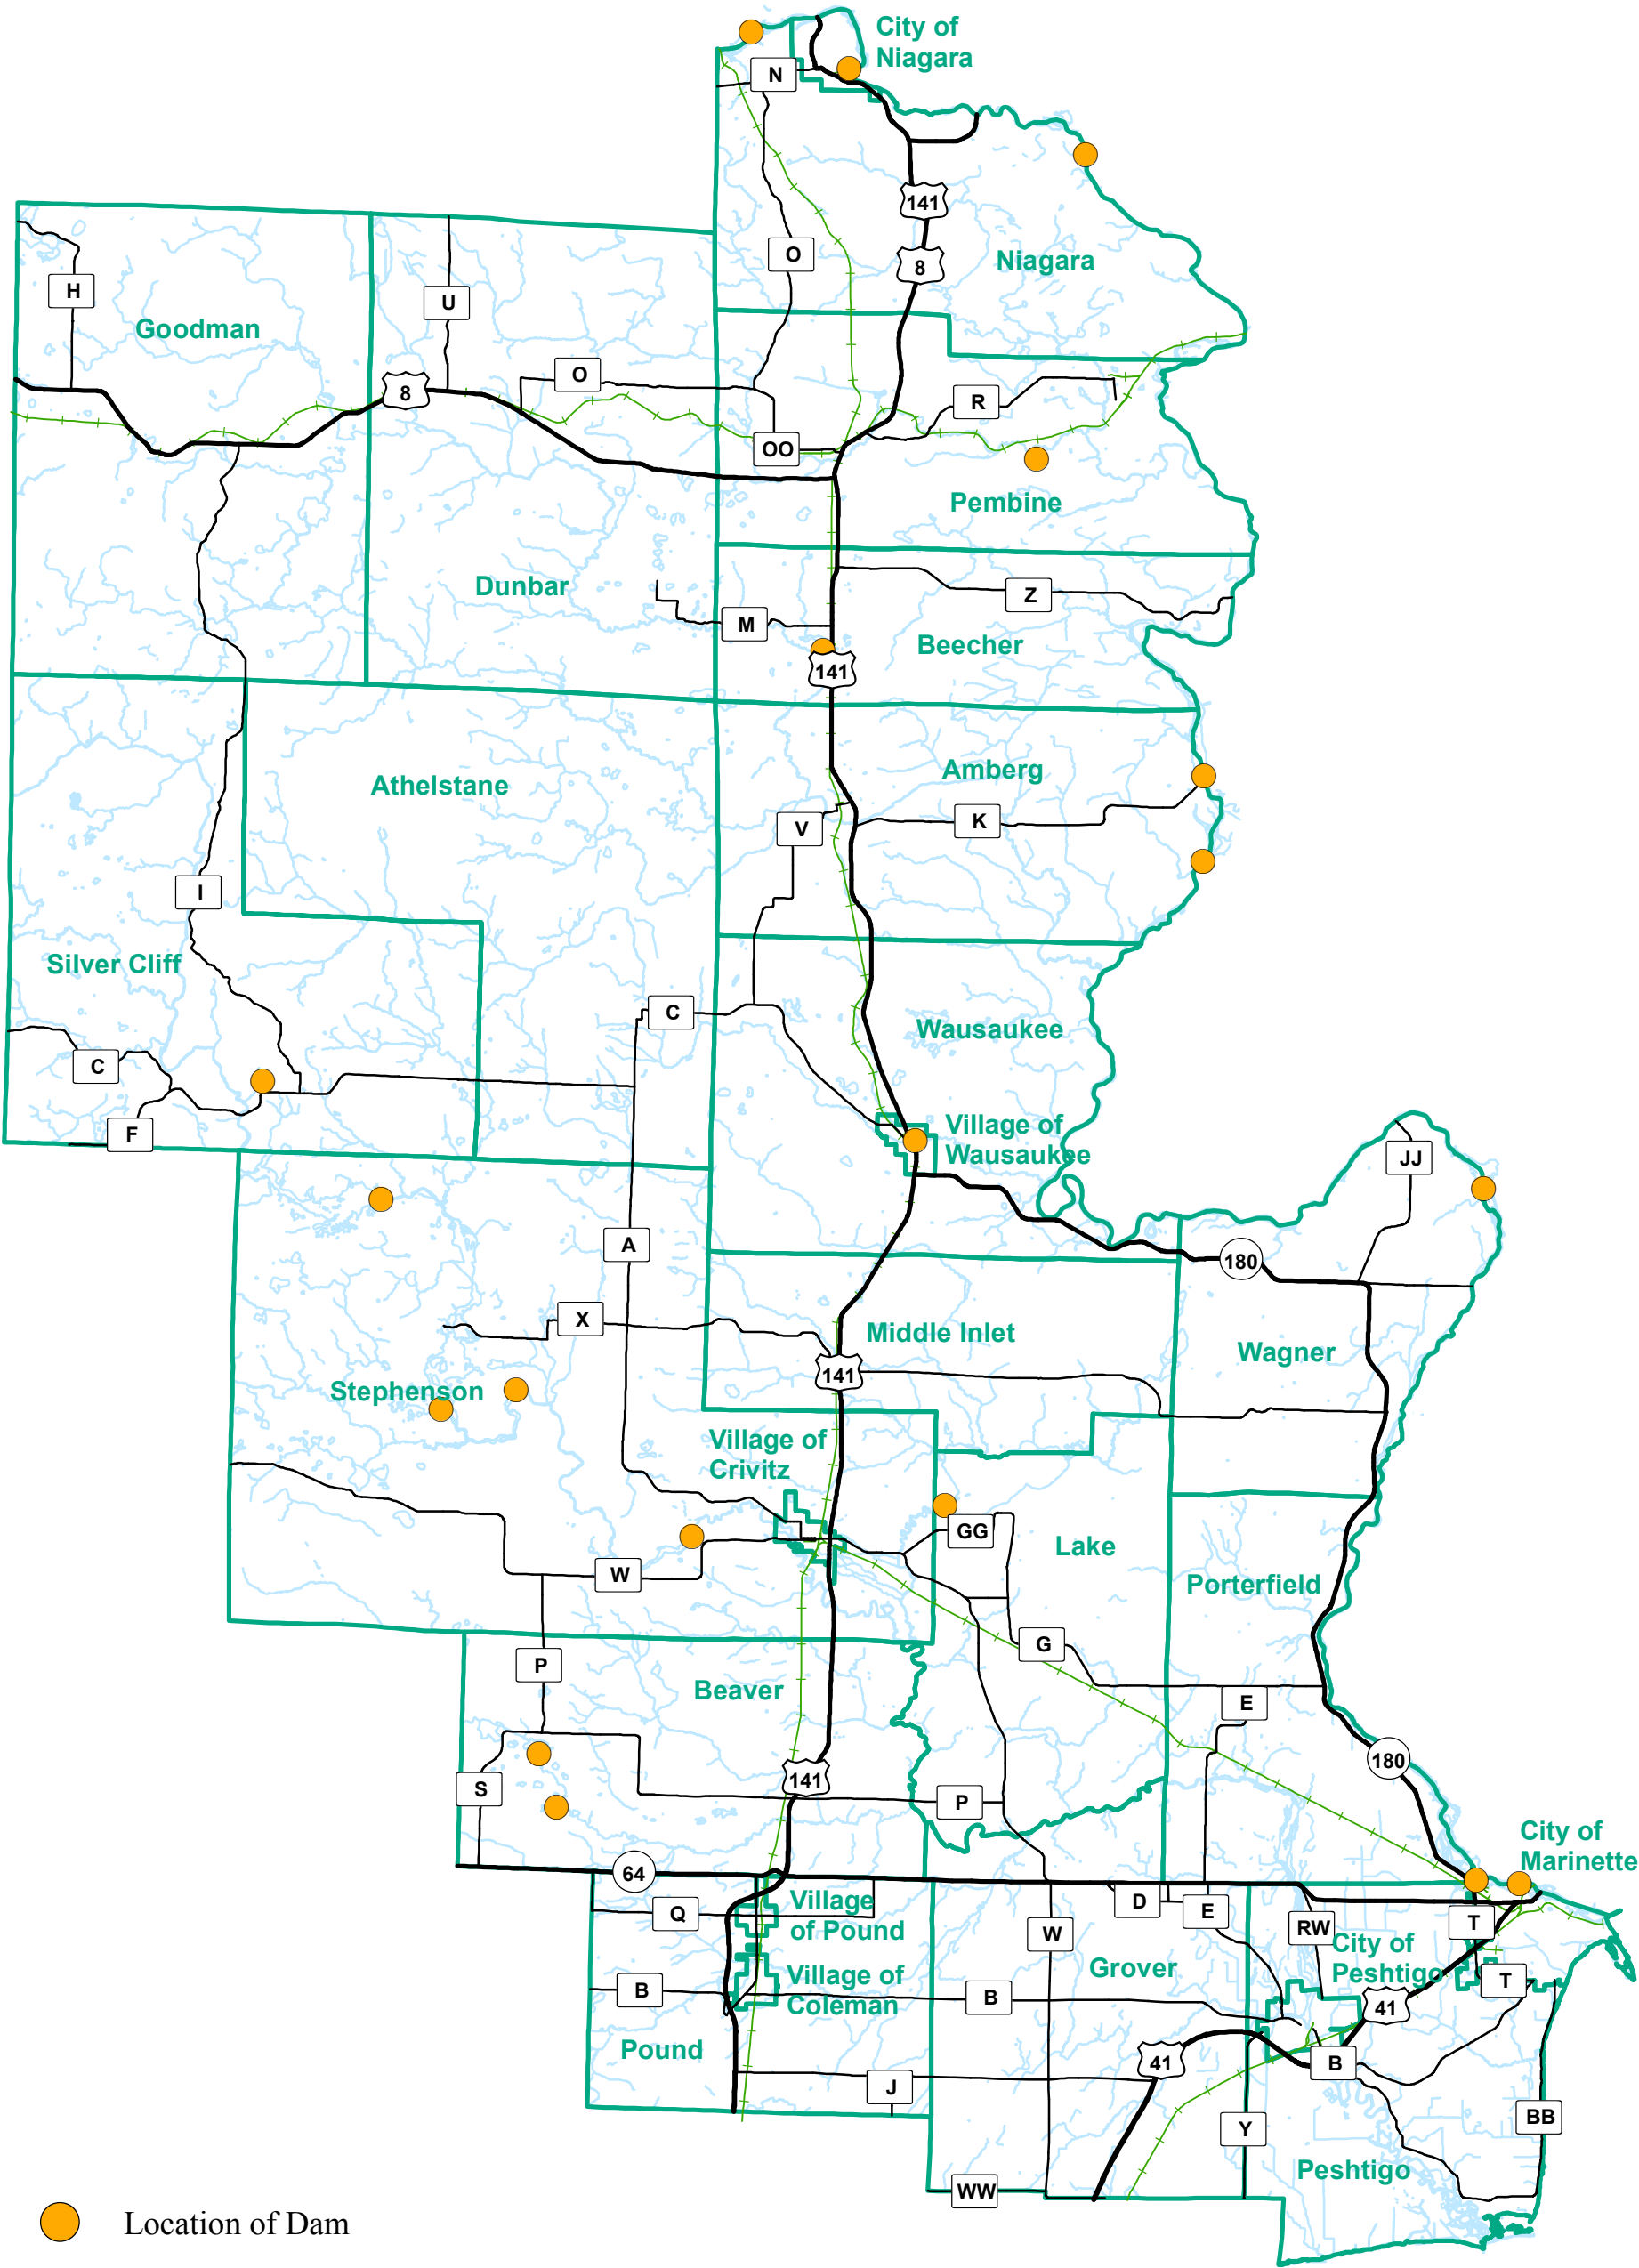 City of
Niagara
N
141
O
8
Niagara
H
U
Goodman
O
8
R
OO
Pembine
Dunbar
Z
M
Beecher
141
Athelstane
Amberg
V
K
I
Silver Cliff
C
Wausaukee
C
F
Village of
Wausaukee
JJ
A
180
X
Middle Inlet
Wagner
141
Stephenson
Village of
Crivitz
GG
Lake
W
Porterfield
G
P
Beaver
E
141
180
S
P
City of
Marinette
64
Q
Village
of Pound
D
E
W
RW
T
City of
Peshtigo
Grover
Village of
Coleman
B
B
T
41
Pound
41
B
J
BB
Y
Peshtigo
WW
Location of Dam